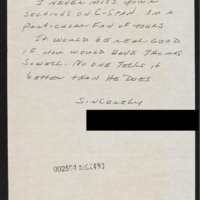 I NEVER MISS YOUR
SECTIONS ON C-SPAN. I'M A
PARTICULAR FAN OF YOURS
IT WOULD BE REAL GOOD
IF YOU WOULD HAVE THOMAS
SOWELL. NO ONE TELLS IT
BETTER THAN HE DOES
SINCERELY